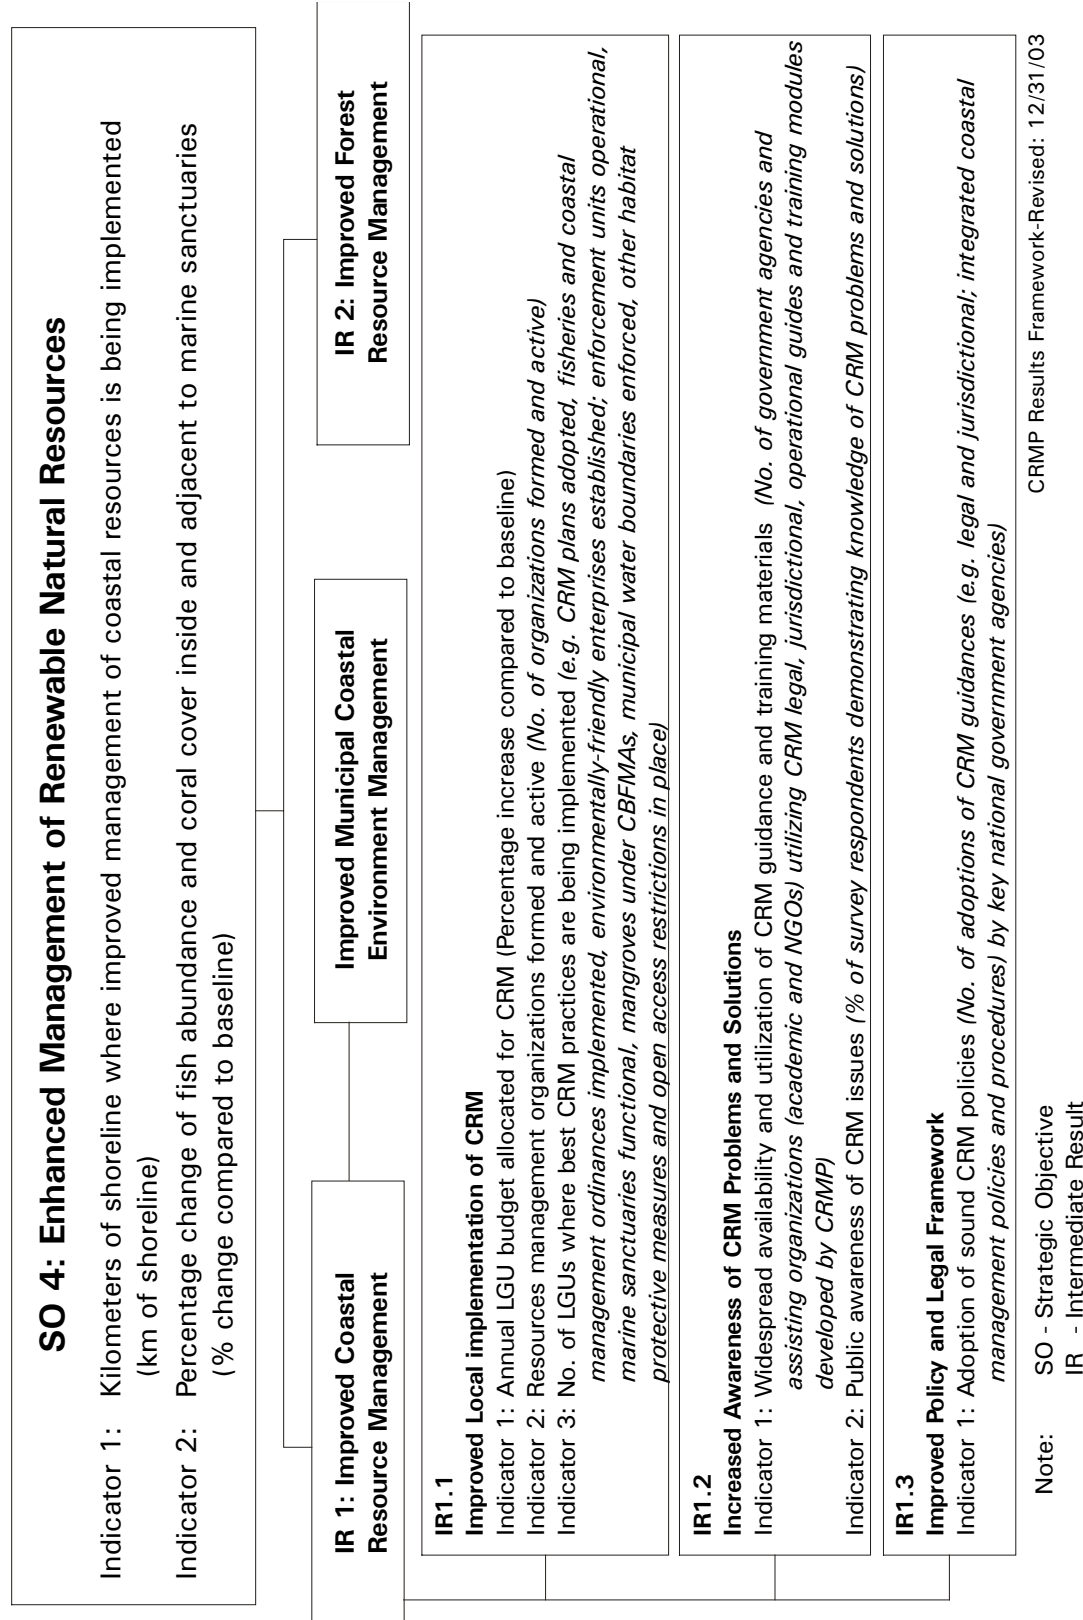 SO 4: Enhanced Management of Renewable Natural Resources
Indicator 1: Kilometers of shoreline where improved management of coastal resources is being implemented
(km of shoreline)
Indicator 2: Percentage change of fish abundance and coral cover inside and adjacent to marine sanctuaries
(% change compared to baseline)
IR 1: Improved Coastal
Resource Management
Improved Municipal Coastal
Environment Management
IR 2: Improved Forest
Resource Management
IR1.1
Improved Local implementation of CRM
Indicator 1: Annual LGU budget allocated for CRM (Percentage increase compared to baseline)
Indicator 2: Resources management organizations formed and active (No. of organizations formed and active)
Indicator 3: No. of LGUs where best CRM practices are being implemented (e.g. CRM plans adopted, fisheries and coastal
management ordinances implemented, environmentally-friendly enterprises established; enforcement units operational,
marine sanctuaries functional, mangroves under CBFMAs, municipal water boundaries enforced, other habitat
protective measures and open access restrictions in place)
IR1.2
Increased Awareness of CRM Problems and Solutions
Indicator 1: Widespread availability and utilization of CRM guidance and training materials (No. of government agencies and
assisting organizations (academic and NGOs) utilizing CRM legal, jurisdictional, operational guides and training modules
developed by CRMP)
Indicator 2: Public awareness of CRM issues (% of survey respondents demonstrating knowledge of CRM problems and solutions)
IR1.3
Improved Policy and Legal Framework
Indicator 1: Adoption of sound CRM policies (No. of adoptions of CRM guidances (e.g. legal and jurisdictional; integrated coastal
management policies and procedures) by key national government agencies)
Note: SO - Strategic Objective
IR - Intermediate Result
CRMP Results Framework-Revised: 12/31/03